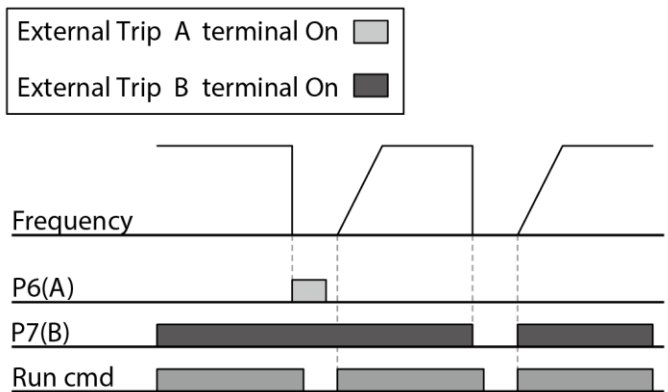 External Trip A terminal On
External Trip B terminal On
Frequency
P6(A)
P7(B)
Run cmd